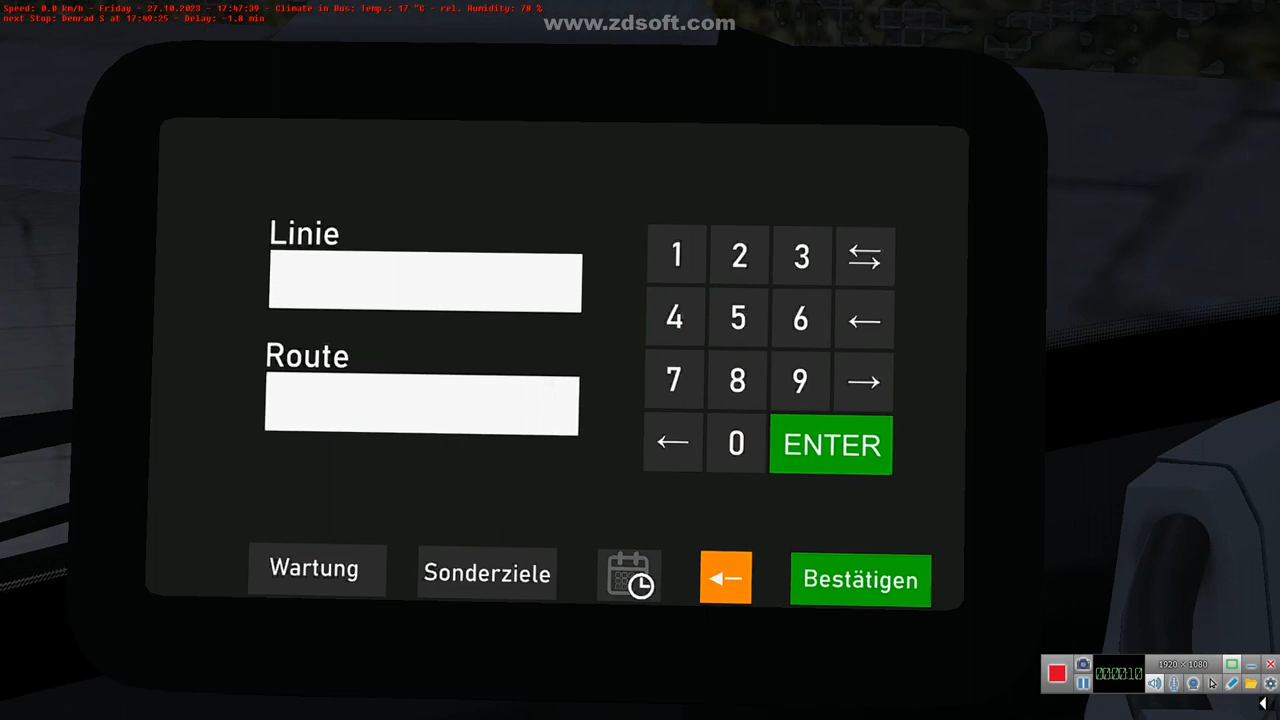 Speed: 0.0 km/h - Friday - 27.10.2023 - 17:47:39 - Climate in Bus: Temp.: 17 °C - rel. Humidity: 70 %
next Stop: Denrad S at 17:49:25 - Delay: -1.8 min
www.zdsoft.com
Linie
Route
1 2 3
4 5 6
7 8 9
0 ENTER
Wartung Sonderziele Bestätigen
1920 × 1080
000010